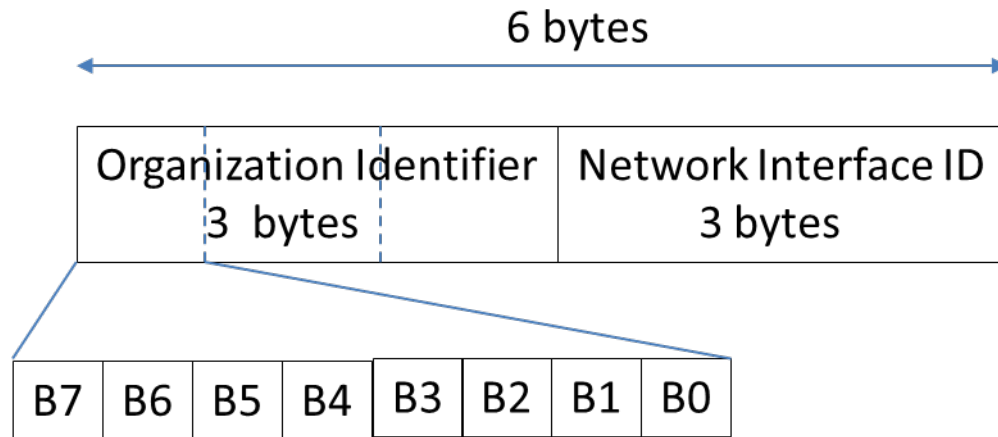 6 bytes
Organization Identifier
3 bytes
Network Interface ID
3 bytes
B7 B6 B5 B4 B3 B2 B1 B0